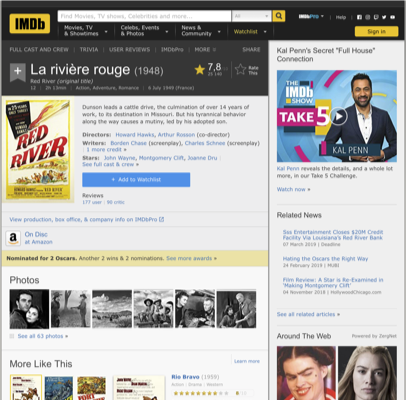 IMDb
Find Movies, TV shows, Celebrities and more...
All
IMDbPro
Help
Movies, TV
& Showtimes
Celebs, Events
& Photos
News &
Community
Watchlist
Sign in
FULL CAST AND CREW | TRIVIA | USER REVIEWS | IMDbPro | MORE
SHARE
La rivière rouge (1948)
Red River (original title)
12 | 2h 13min | Action, Adventure, Romance | 6 July 1949 (France)
7,8
Rate
This
Dunson leads a cattle drive, the culmination of over 14 years of
work, to its destination in Missouri. But his tyrannical behavior
along the way causes a mutiny, led by his adopted son.
Directors: Howard Hawks, Arthur Rosson (co-director)
Writers: Borden Chase (screenplay), Charles Schnee (screenplay)
| 1 more credit »
Stars: John Wayne, Montgomery Clift, Joanne Dru |
See full cast & crew »
+ Add to Watchlist
Reviews
177 user | 90 critic
RED
RIVER
View production, box office, & company info on IMDbPro
On Disc
at Amazon
Nominated for 2 Oscars. Another 2 wins & 2 nominations. See more awards »
Photos
See all 63 photos »
More Like This
Learn more
Rio Bravo (1959)
Action | Drama | Western
Kal Penn's Secret "Full House"
Connection
THE
IMDb
SHOW
TAKE 5
KAL PENN
Kal Penn reveals the details, and a whole lot
more, in our Take 5 Challenge.
Watch now »
Related News
Sss Entertainment Closes $20M Credit
Facility Via Louisiana's Red River Bank
07 March 2019 | Deadline
Hating the Oscars the Right Way
24 February 2019 | MUBI
Film Review: A Star is Re-Examined in
'Making Montgomery Clift'
04 November 2018 | HollywoodChicago.com
See all related articles »
Around The Web
Powered by ZergNet